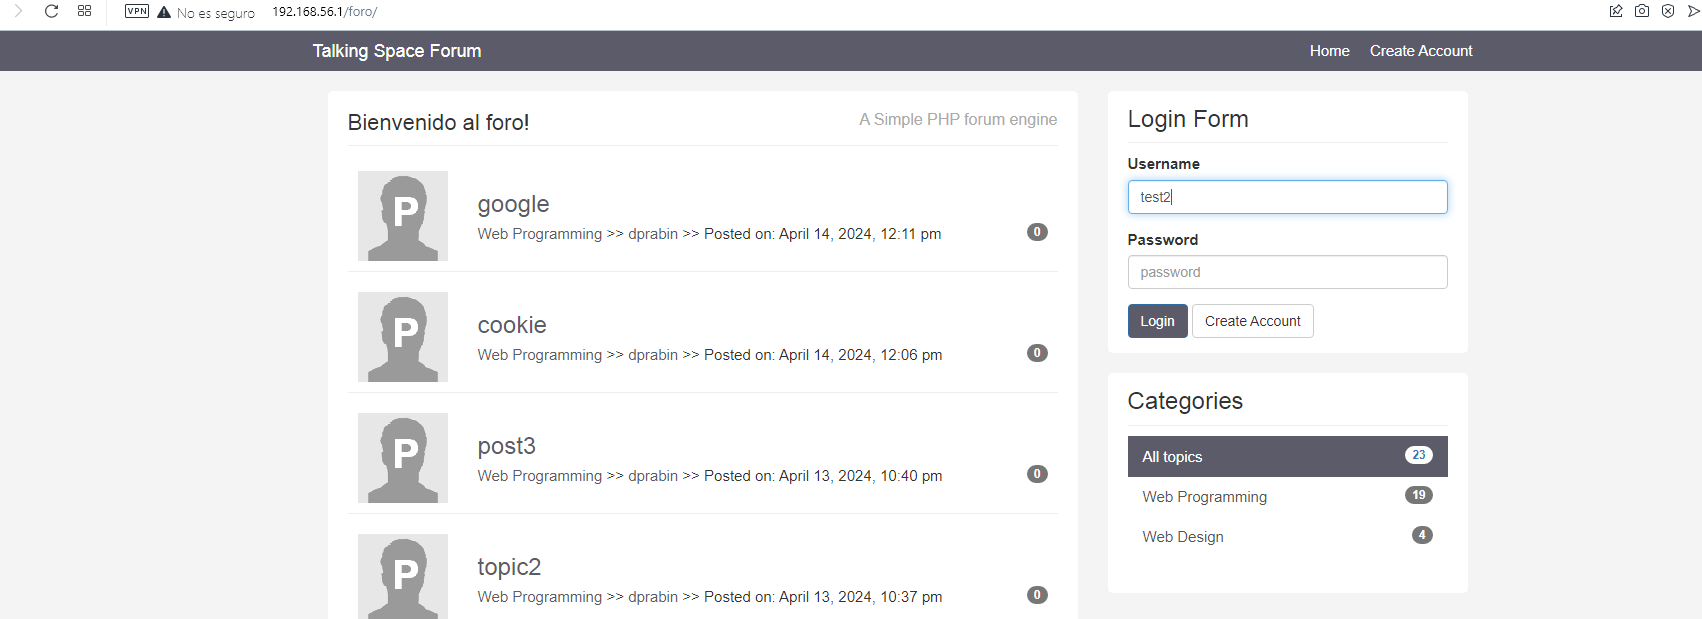 VPN No es seguro 192.168.56.1/foro/
Talking Space Forum
Home Create Account
Bienvenido al foro!
A Simple PHP forum engine
P
google
Web Programming >> dprabin >> Posted on: April 14, 2024, 12:11 pm
0
P
cookie
Web Programming >> dprabin >> Posted on: April 14, 2024, 12:06 pm
0
P
post3
Web Programming >> dprabin >> Posted on: April 13, 2024, 10:40 pm
0
P
topic2
Web Programming >> dprabin >> Posted on: April 13, 2024, 10:37 pm
0
Login Form
Username
test2
Password
password
Login Create Account
Categories
All topics 23
Web Programming 19
Web Design 4